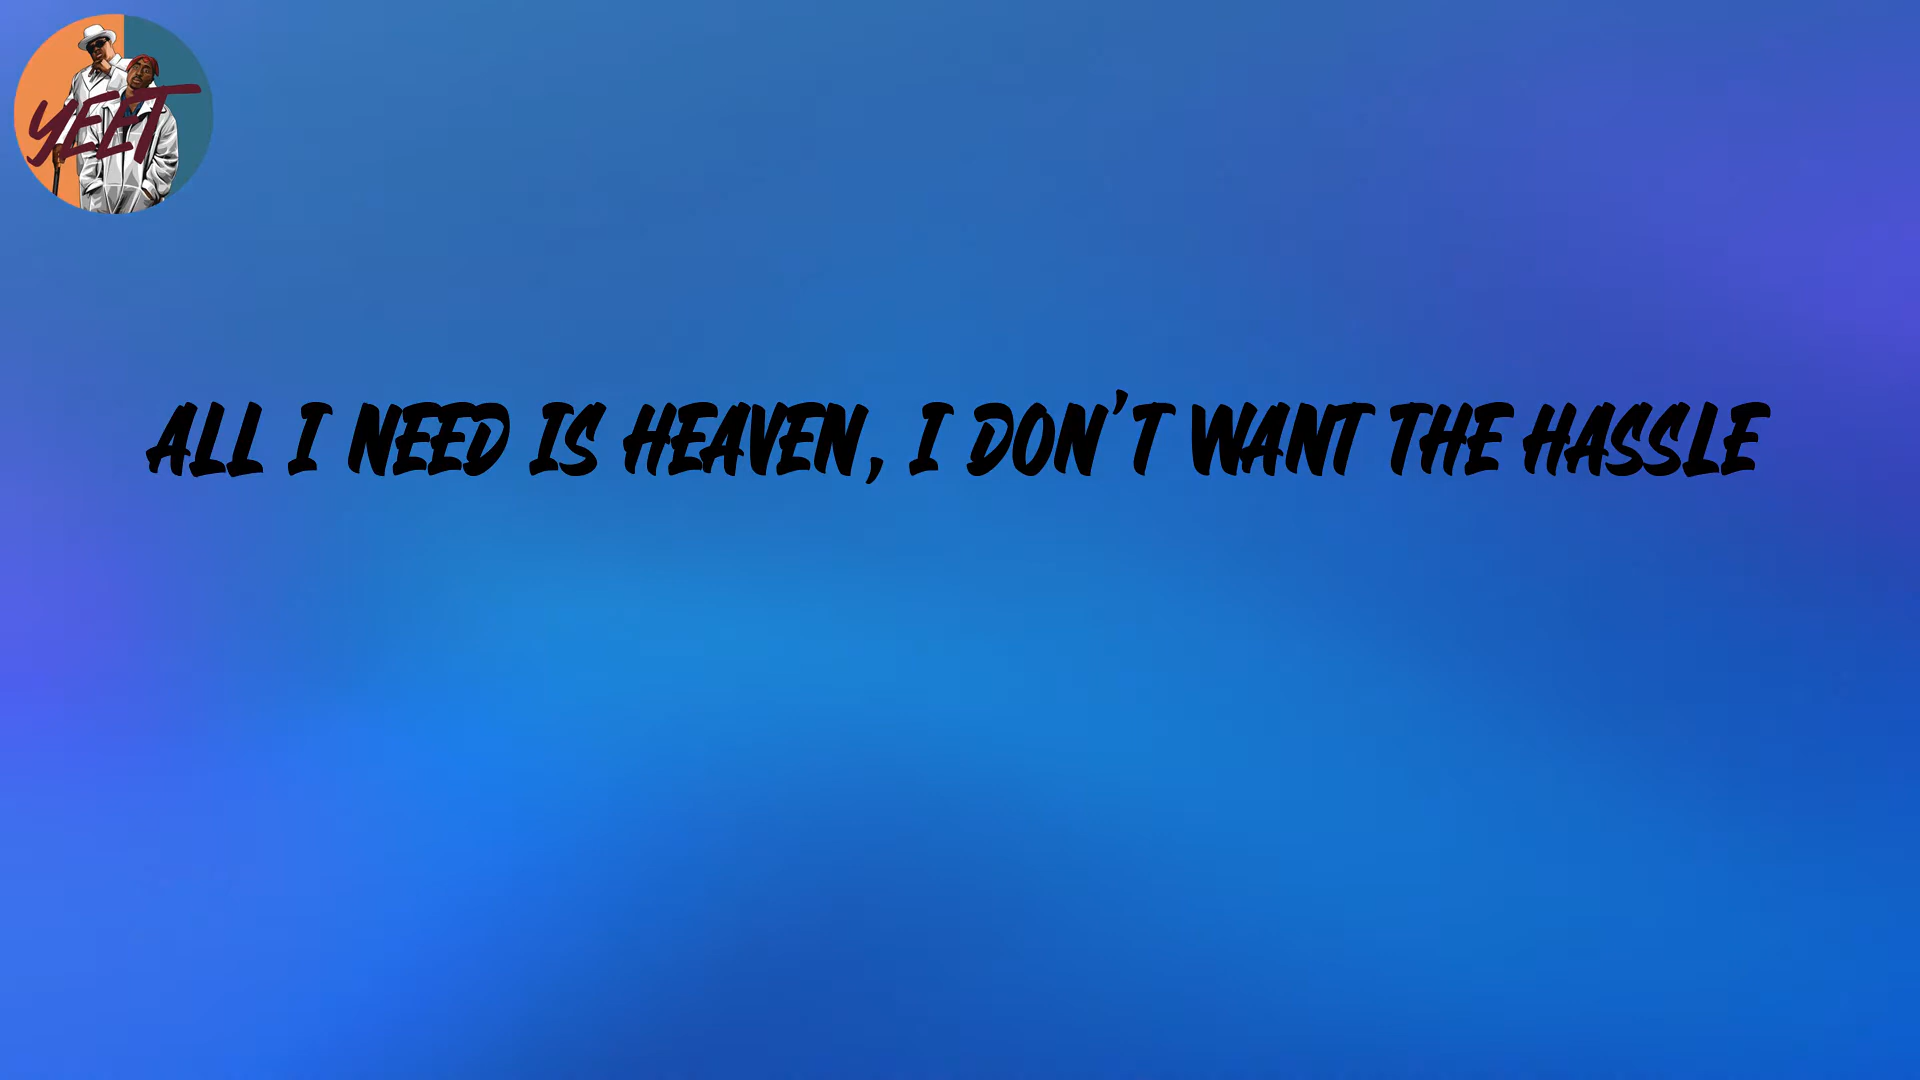 YEET
ALL I NEED IS HEAVEN, I DON'T WANT THE HASSLE